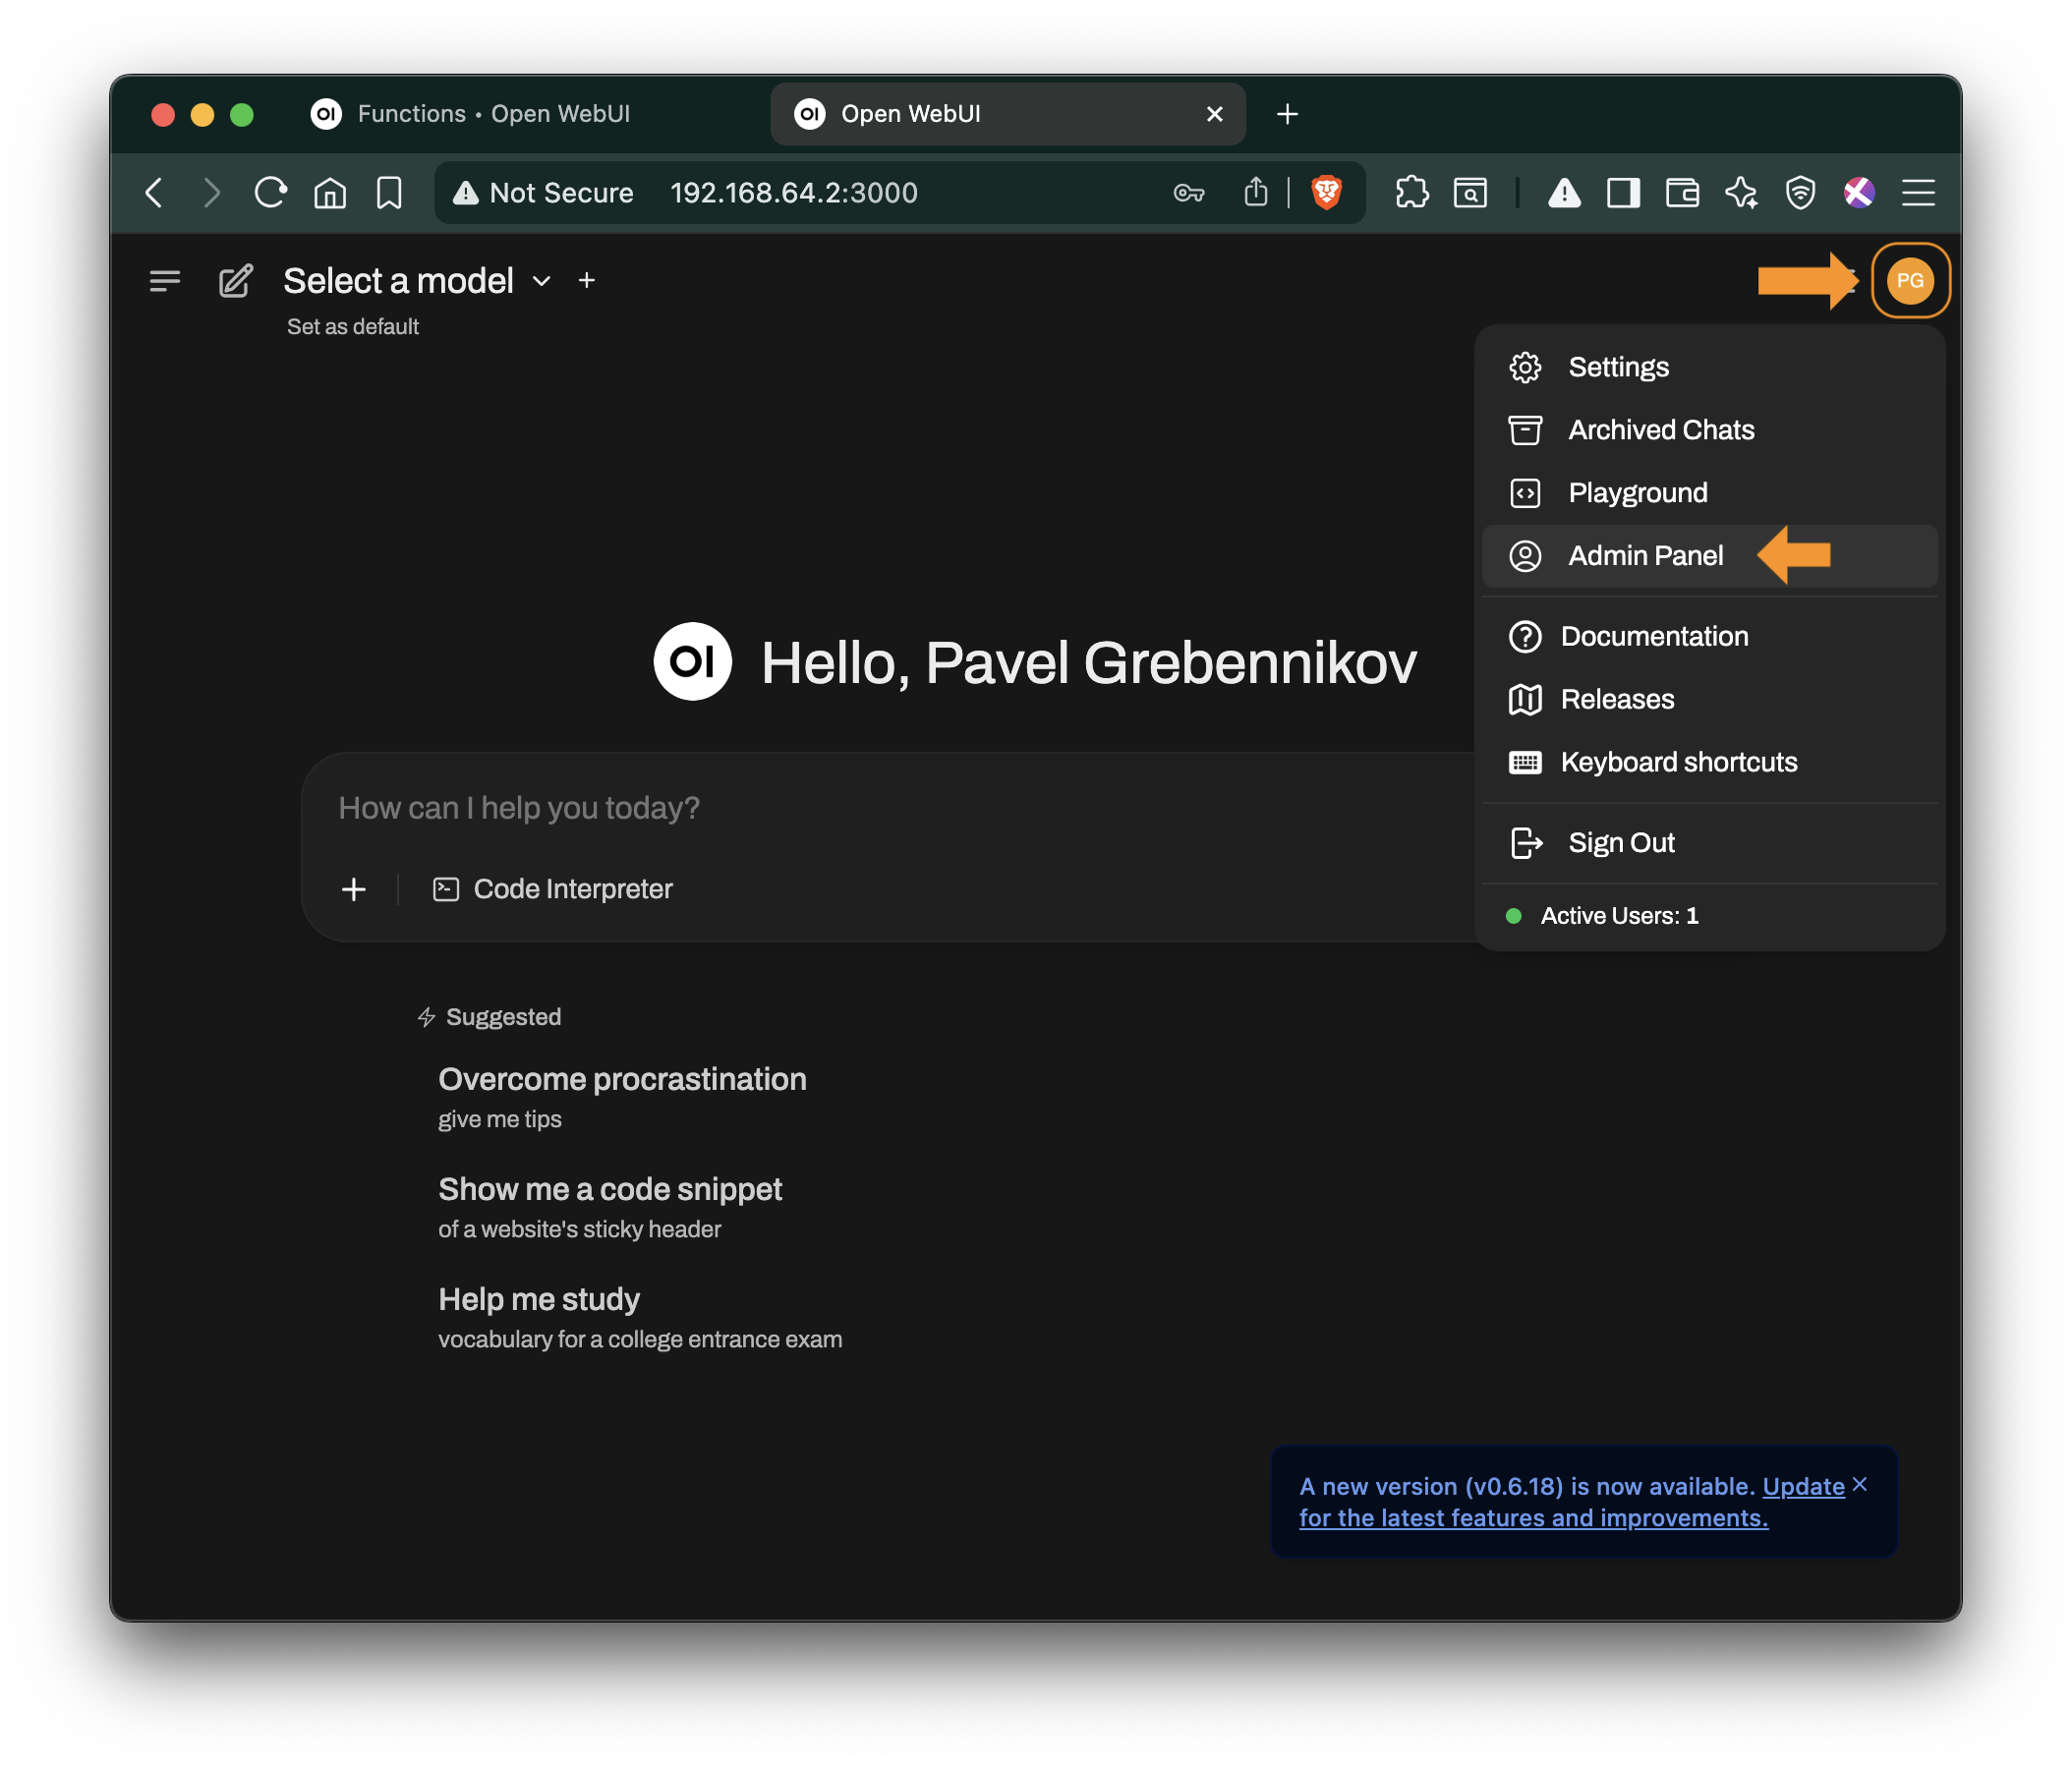 OI Functions • Open WebUI
OI Open WebUI
Not Secure 192.168.64.2:3000
Select a model
Set as default
PG
Settings
Archived Chats
Playground
Admin Panel
Documentation
Releases
Keyboard shortcuts
Sign Out
Active Users: 1
OI Hello, Pavel Grebennikov
How can I help you today?
Code Interpreter
Suggested
Overcome procrastination
give me tips
Show me a code snippet
of a website's sticky header
Help me study
vocabulary for a college entrance exam
A new version (v0.6.18) is now available. Update
for the latest features and improvements.